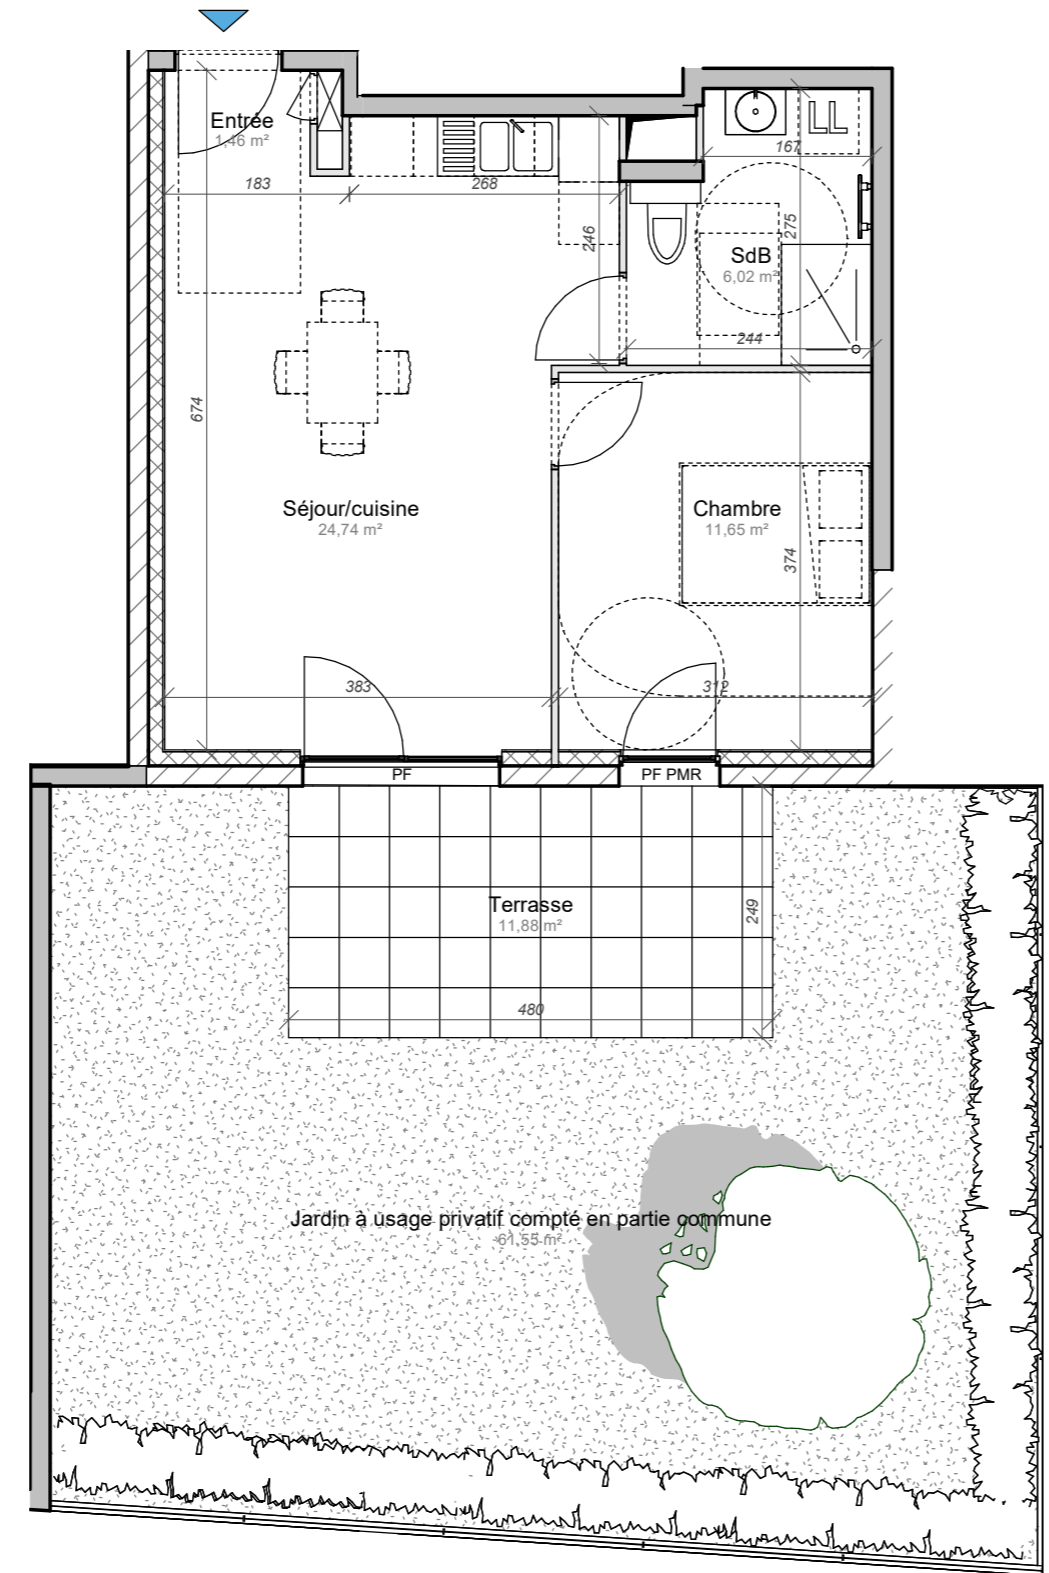 Entrée
1,46 m²
LL
167
183
268
275
246
SdB
6,02 m²
244
674
Séjour/cuisine
24,74 m²
Chambre
11,65 m²
374
383
312
PF
PF PMR
Terrasse
11,88 m²
249
480
Jardin à usage privatif compté en partie commune
61,55 m²